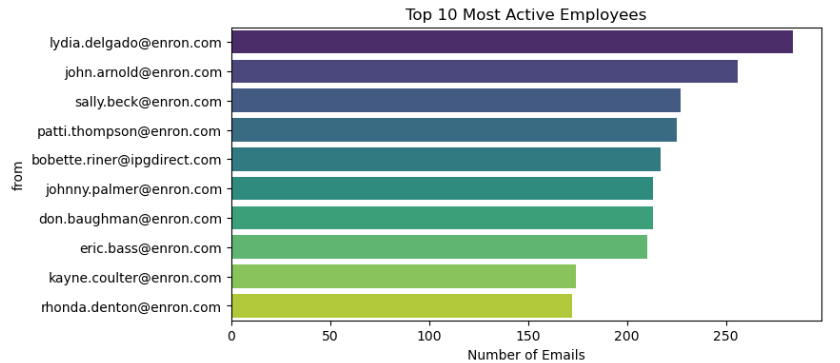 Top 10 Most Active Employees
lydia.delgado@enron.com
john.arnold@enron.com
sally.beck@enron.com
patti.thompson@enron.com
bobette.riner@ipgdirect.com
johnny.palmer@enron.com
don.baughman@enron.com
eric.bass@enron.com
kayne.coulter@enron.com
rhonda.denton@enron.com
from
0 50 100 150 200 250
Number of Emails